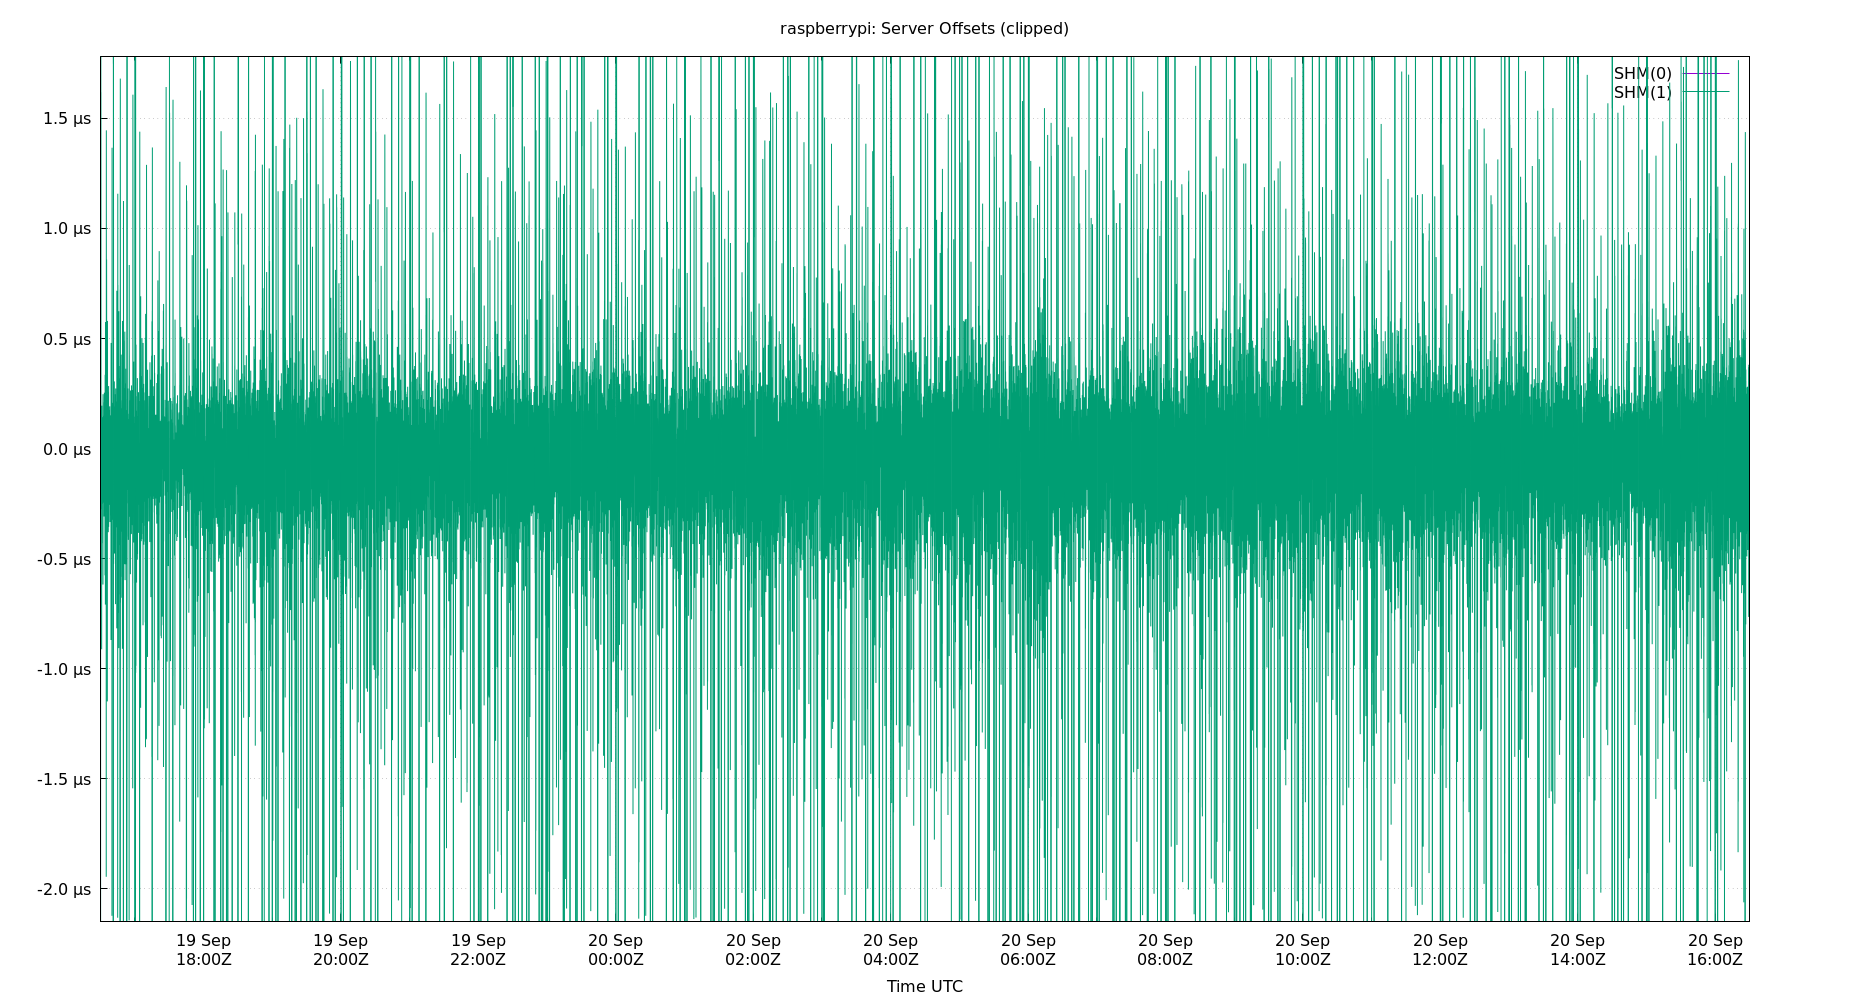 raspberrypi: Server Offsets (clipped)
SHM(0)
SHM(1)
1.5 µs
1.0 µs
0.5 µs
0.0 µs
-0.5 µs
-1.0 µs
-1.5 µs
-2.0 µs
19 Sep 19 Sep 19 Sep 20 Sep 20 Sep 20 Sep 20 Sep 20 Sep 20 Sep 20 Sep 20 Sep 20 Sep
18:00Z 20:00Z 22:00Z 00:00Z 02:00Z 04:00Z 06:00Z 08:00Z 10:00Z 12:00Z 14:00Z 16:00Z
Time UTC